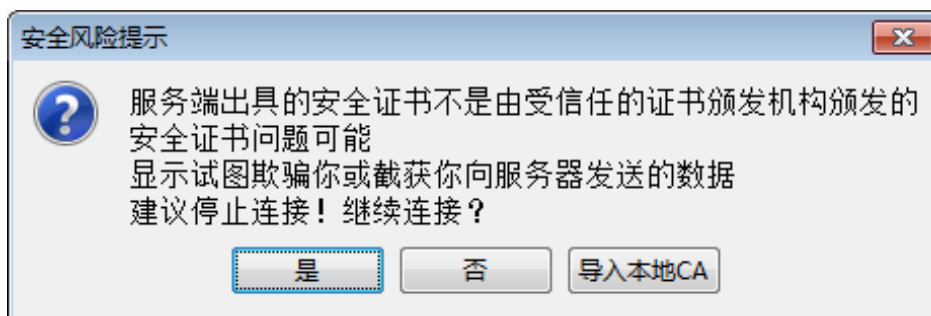 安全风险提示
服务端出具的安全证书不是由受信任的证书颁发机构颁发的
安全证书问题可能
显示试图欺骗你或截获你向服务器发送的数据
建议停止连接！继续连接？
是
否
导入本地CA